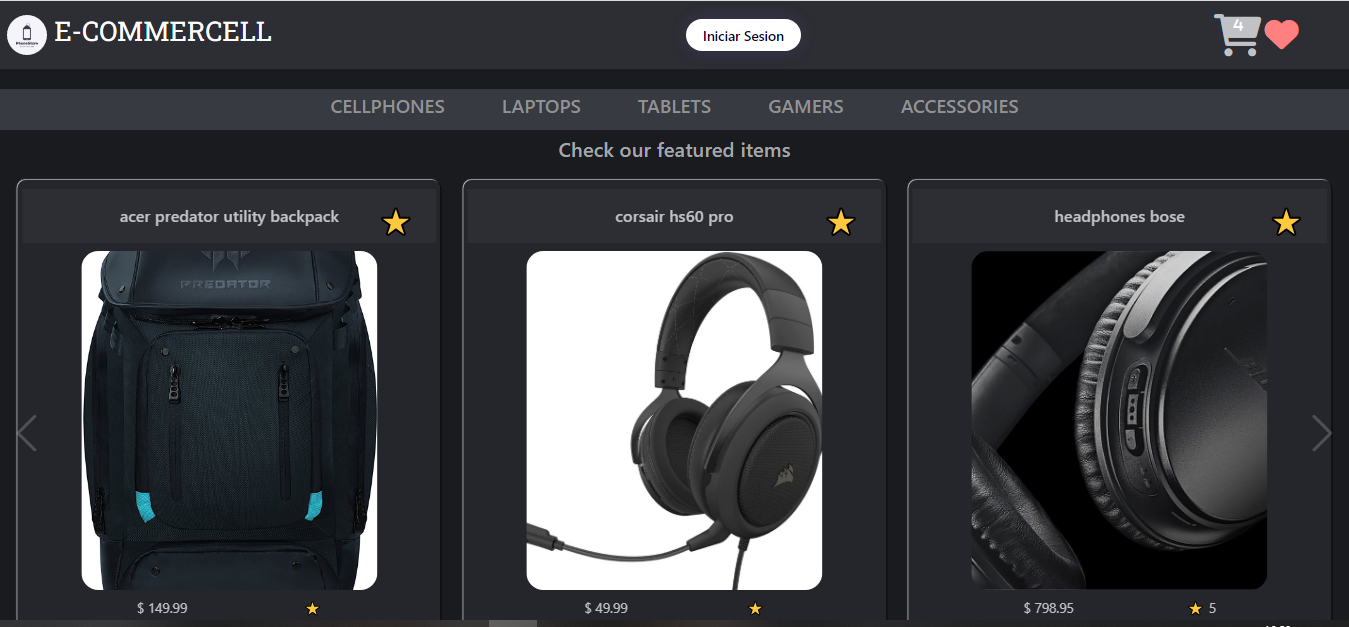 E-COMMERCELL
Iniciar Sesion
4
CELLPHONES LAPTOPS TABLETS GAMERS ACCESSORIES
Check our featured items
acer predator utility backpack
corsair hs60 pro
headphones bose
PREDATOR
$ 149.99
$ 49.99
$ 798.95
5